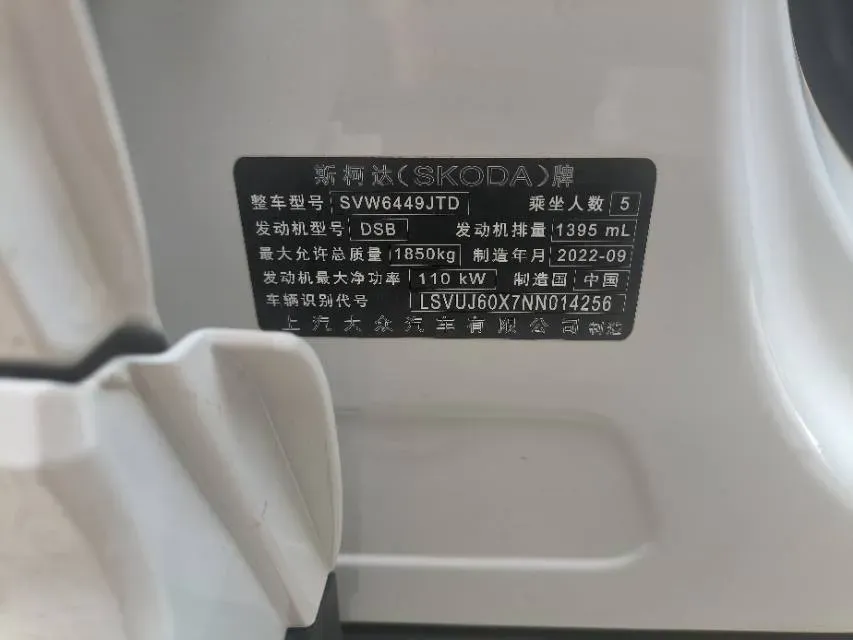 斯柯达(SKODA)牌
整车型号 SVW6449JTD 乘坐人数 5
发动机型号 DSB 发动机排量 1395 mL
最大允许总质量 1850kg 制造年月 2022-09
发动机最大净功率 110 kW 制造国 中国
车辆识别代号 LSVUJ60X7NN014256
上汽大众汽车有限公司制造